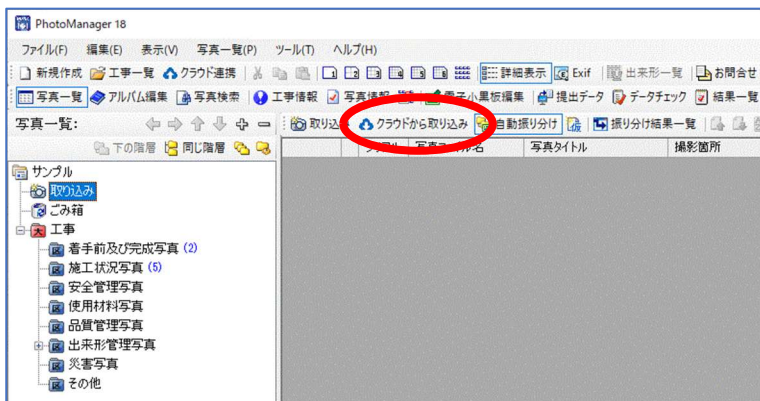 PhotoManager 18
ファイル(F) 編集(E) 表示(V) 写真一覧(P) ツール(T) ヘルプ(H)
新規作成 工事一覧 クラウド連携 詳細表示 Exif 出来形一覧 お問合せ
写真一覧 アルバム編集 写真検索 工事情報 写真情報 電子小黒板編集 提出データ データチェック 結果一覧
写真一覧: 取り込み クラウドから取り込み 自動振り分け 振り分け結果一覧
下の階層 同じ階層 写真タイトル 撮影箇所
サンプル
取り込み
ごみ箱
工事
着手前及び完成写真 (2)
施工状況写真 (5)
安全管理写真
使用材料写真
品質管理写真
出来形管理写真
災害写真
その他